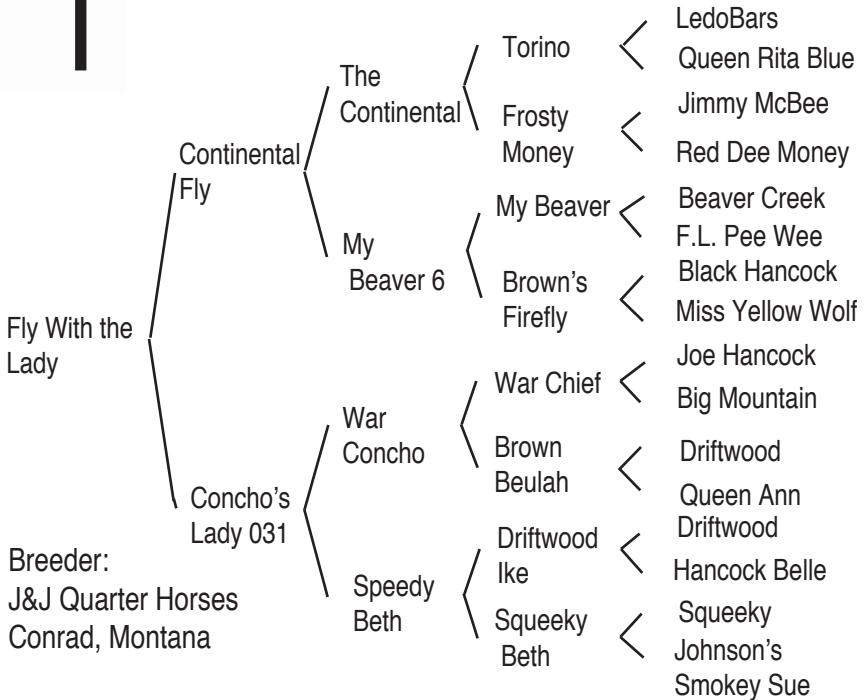 LedoBars
Torino
Queen Rita Blue
The
Continental
Jimmy McBee
Frosty
Money
Red Dee Money
Continental
Fly
Beaver Creek
My Beaver
F.L. Pee Wee
My
Beaver 6
Black Hancock
Brown's
Firefly
Miss Yellow Wolf
Fly With the
Lady
Joe Hancock
War Chief
Big Mountain
War
Concho
Brown
Beulah
Driftwood
Queen Ann
Concho's
Lady 031
Driftwood
Driftwood
Ike
Hancock Belle
Speedy
Beth
Squeeky
Squeeky
Beth
Johnson's
Smokey Sue
Breeder:
J&J Quarter Horses
Conrad, Montana